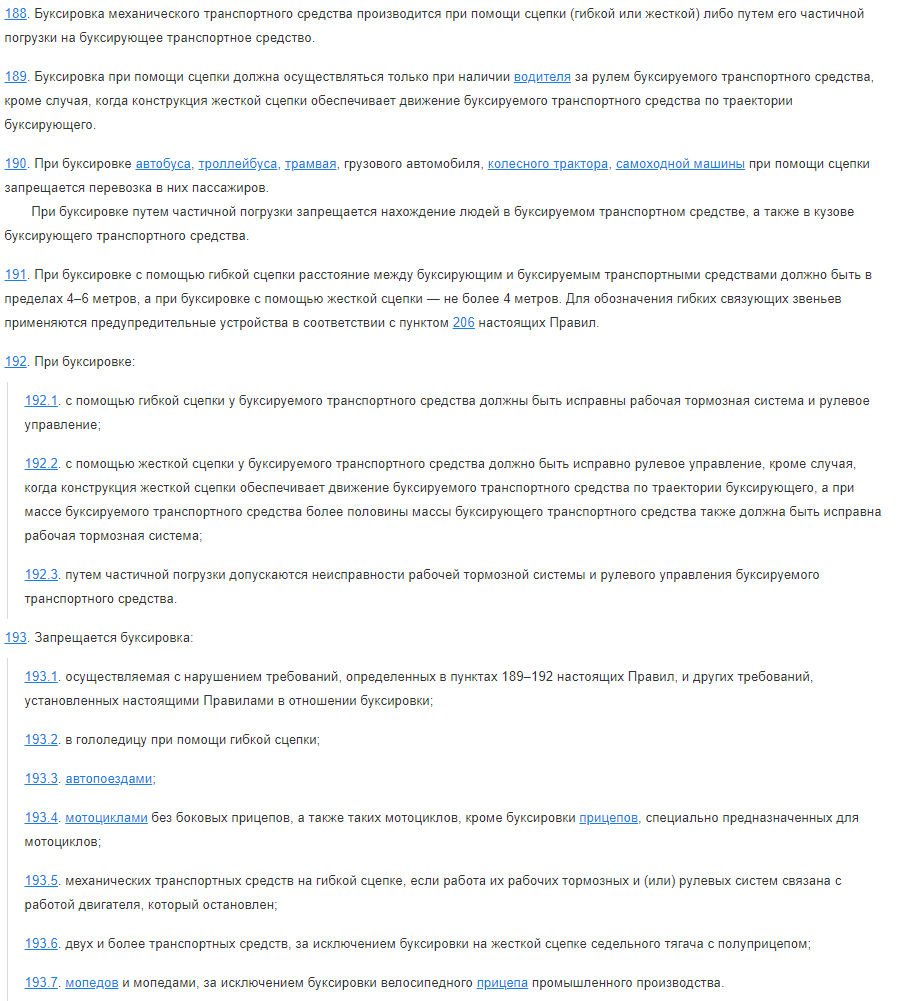 188. Буксировка механического транспортного средства производится при помощи сцепки (гибкой или жесткой) либо путем его частичной
погрузки на буксирующее транспортное средство.
189. Буксировка при помощи сцепки должна осуществляться только при наличии водителя за рулем буксируемого транспортного средства,
кроме случая, когда конструкция жесткой сцепки обеспечивает движение буксируемого транспортного средства по траектории
буксирующего.
190. При буксировке автобуса, троллейбуса, трамвая, грузового автомобиля, колесного трактора, самоходной машины при помощи сцепки
запрещается перевозка в них пассажиров.
При буксировке путем частичной погрузки запрещается нахождение людей в буксируемом транспортном средстве, а также в кузове
буксирующего транспортного средства.
191. При буксировке с помощью гибкой сцепки расстояние между буксирующим и буксируемым транспортными средствами должно быть в
пределах 4–6 метров, а при буксировке с помощью жесткой сцепки — не более 4 метров. Для обозначения гибких связующих звеньев
применяются предупредительные устройства в соответствии с пунктом 206 настоящих Правил.
192. При буксировке:
192.1. с помощью гибкой сцепки у буксируемого транспортного средства должны быть исправны рабочая тормозная система и рулевое
управление;
192.2. с помощью жесткой сцепки у буксируемого транспортного средства должно быть исправно рулевое управление, кроме случая,
когда конструкция жесткой сцепки обеспечивает движение буксируемого транспортного средства по траектории буксирующего, а при
массе буксируемого транспортного средства более половины массы буксирующего транспортного средства также должна быть исправна
рабочая тормозная система;
192.3. путем частичной погрузки допускаются неисправности рабочей тормозной системы и рулевого управления буксируемого
транспортного средства.
193. Запрещается буксировка:
193.1. осуществляемая с нарушением требований, определенных в пунктах 189–192 настоящих Правил, и других требований,
установленных настоящими Правилами в отношении буксировки;
193.2. в гололедицу при помощи гибкой сцепки;
193.3. автопоездами;
193.4. мотоциклами без боковых прицепов, а также таких мотоциклов, кроме буксировки прицепов, специально предназначенных для
мотоциклов;
193.5. механических транспортных средств на гибкой сцепке, если работа их рабочих тормозных и (или) рулевых систем связана с
работой двигателя, который остановлен;
193.6. двух и более транспортных средств, за исключением буксировки на жесткой сцепке седельного тягача с полуприцепом;
193.7. мопедов и мопедами, за исключением буксировки велосипедного прицепа промышленного производства.